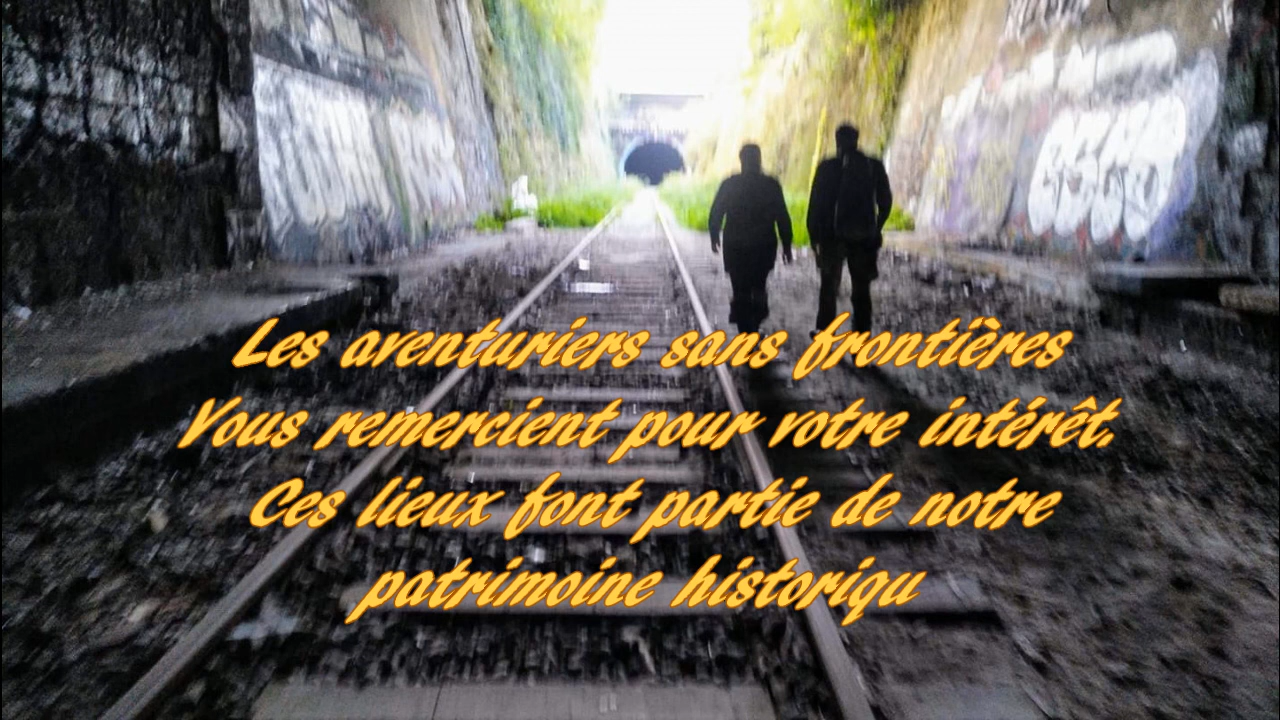 Les aventuriers sans frontières
Vous remercient pour votre intérêt.
Ces lieux font partie de notre
patrimoine historiqu